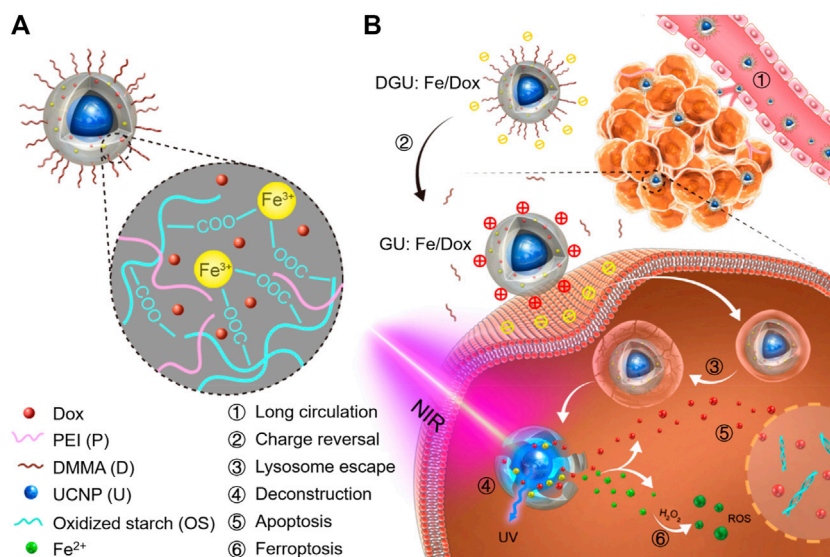 A
Fe³⁺
COO
Fe³⁺
OOC
COO
OOC
OOC
Dox
PEI (P)
DMMA (D)
UCNP (U)
Oxidized starch (OS)
Fe²⁺
① Long circulation
② Charge reversal
③ Lysosome escape
④ Deconstruction
⑤ Apoptosis
⑥ Ferroptosis
B
DGU: Fe/Dox
①
②
GU: Fe/Dox
NIR
③
④
⑤
UV
H₂O₂
ROS
⑥